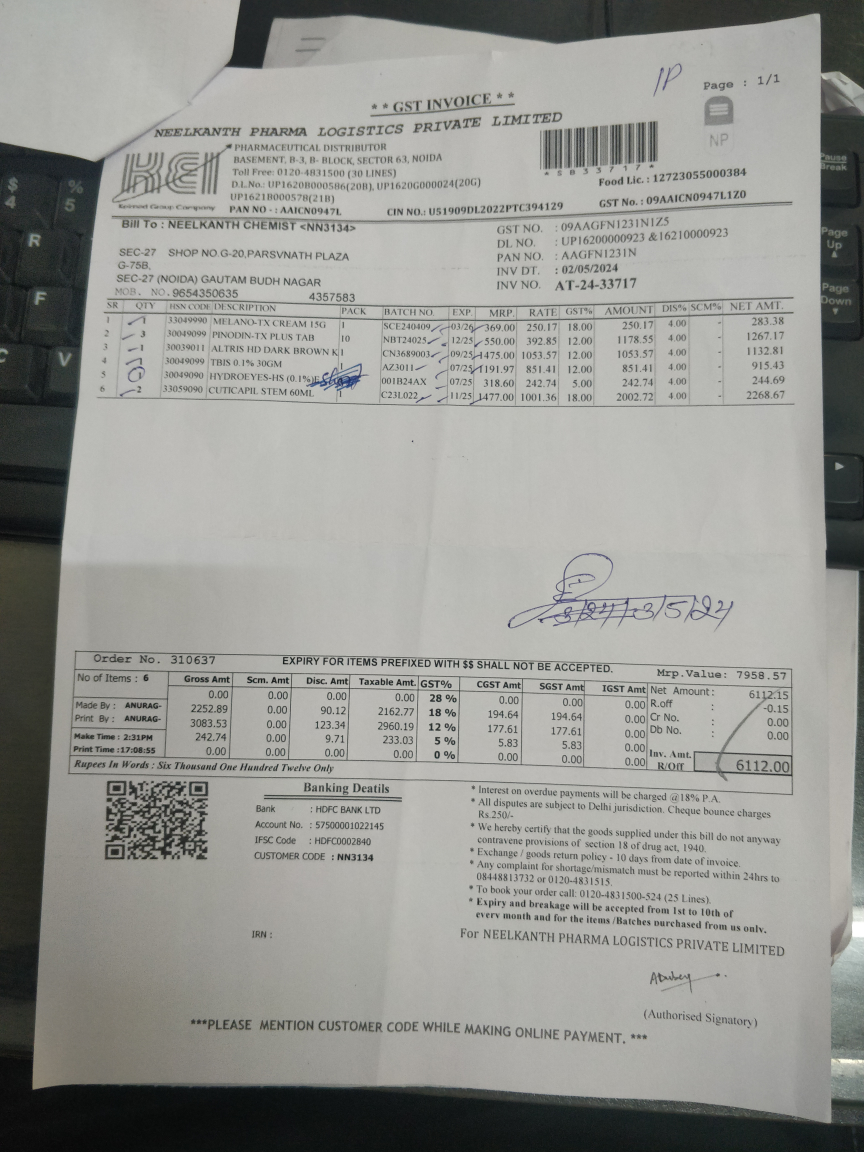 1P
Page : 1/1
** GST INVOICE **
NEELKANTH PHARMA LOGISTICS PRIVATE LIMITED
NP
KEI
Kelmed Group Company
PHARMACEUTICAL DISTRIBUTOR
BASEMENT, B-3, B- BLOCK, SECTOR 63, NOIDA
Toll Free: 0120-4831500 (30 LINES)
D.L.No.: UP1620B000586(20B), UP1620G000024(20G)
UP1621B000578(21B)
PAN NO - : AAICN0947L CIN NO.: U51909DL2022PTC394129
*5833717*
Food Lic. : 12723055000384
GST No. : 09AAICN0947L1Z0
Bill To : NEELKANTH CHEMIST <NN3134>
SEC-27 SHOP NO.G-20,PARSVNATH PLAZA
G-75B,
SEC-27 (NOIDA) GAUTAM BUDH NAGAR
MOB. NO.9654350635 4357583
GST NO. : 09AAGFN1231N1Z5
DL NO. : UP16200000923 &16210000923
PAN NO. : AAGFN1231N
INV DT. : 02/05/2024
INV NO. AT-24-33717
SR QTY HSN CODE DESCRIPTION PACK BATCH NO. EXP. MRP. RATE GST% AMOUNT DIS% SCM% NET AMT.
1 1 33049990 MELANO-TX CREAM 15G 1 SCE240409 03/26 369.00 250.17 18.00 250.17 4.00 - 283.38
2 3 30049099 PINODIN-TX PLUS TAB 10 NBT24025 12/25 550.00 392.85 12.00 1178.55 4.00 - 1267.17
3 1 30039011 ALTRIS HD DARK BROWN K 1 CN3689003 09/25 1475.00 1053.57 12.00 1053.57 4.00 - 1132.81
4 30049099 TBIS 0.1% 30GM 1 AZ3011 07/25 1191.97 851.41 12.00 851.41 4.00 - 915.43
5 30049090 HYDROEYES-HS (0.1%) 001B24AX 07/25 318.60 242.74 5.00 242.74 4.00 - 244.69
6 2 33059090 CUTICAPIL STEM 60ML 1 C23L022 11/25 1477.00 1001.36 18.00 2002.72 4.00 - 2268.67
3/5/24
Order No. 310637 EXPIRY FOR ITEMS PREFIXED WITH $$ SHALL NOT BE ACCEPTED. Mrp.Value: 7958.57
No of Items : 6
Made By : ANURAG-
Print By : ANURAG-
Make Time : 2:31PM
Print Time :17:08:55
Gross Amt Scm. Amt Disc. Amt Taxable Amt. GST% CGST Amt SGST Amt IGST Amt
0.00 0.00 0.00 0.00 28 % 0.00 0.00 0.00
2252.89 0.00 90.12 2162.77 18 % 194.64 194.64 0.00
3083.53 0.00 123.34 2960.19 12 % 177.61 177.61 0.00
242.74 0.00 9.71 233.03 5 % 5.83 5.83 0.00
0.00 0.00 0.00 0.00 0 % 0.00 0.00 0.00
Net Amount : 6112.15
R.off : -0.15
Cr No. : 0.00
Db No. : 0.00
Inv. Amt.
R/Off 6112.00
Rupees In Words : Six Thousand One Hundred Twelve Only
Banking Deatils
Bank : HDFC BANK LTD
Account No. : 57500001022145
IFSC Code : HDFC0002840
CUSTOMER CODE : NN3134
* Interest on overdue payments will be charged @18% P.A.
* All disputes are subject to Delhi jurisdiction. Cheque bounce charges
Rs.250/-
* We hereby certify that the goods supplied under this bill do not anyway
contravene provisions of section 18 of drug act, 1940.
* Exchange / goods return policy - 10 days from date of invoice.
* Any complaint for shortage/mismatch must be reported within 24hrs to
08448813732 or 0120-4831515.
* To book your order call: 0120-4831500-524 (25 Lines).
* Expiry and breakage will be accepted from 1st to 10th of
every month and for the items /Batches purchased from us only.
IRN :
For NEELKANTH PHARMA LOGISTICS PRIVATE LIMITED
(Authorised Signatory)
***PLEASE MENTION CUSTOMER CODE WHILE MAKING ONLINE PAYMENT. ***
$
4
%
5
R
F
C
V
Pause
Break
Page
Up
Page
Down